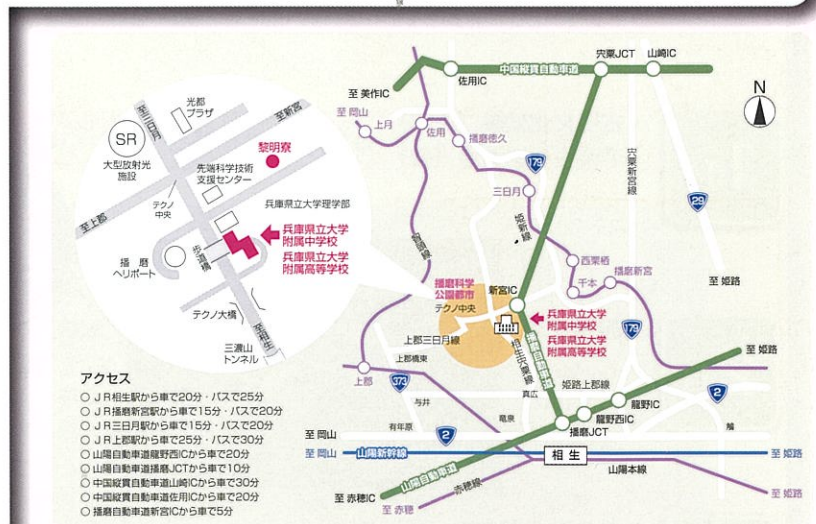 至三日月
光都
プラザ
至新宮
SR
大型放射光
施設
黎明寮
先端科学技術
支援センター
テクノ
中央
兵庫県立大学理学部
至上郡
兵庫県立大学
附属中学校
兵庫県立大学
附属高等学校
歩道橋
播磨
ヘリポート
テクノ大橋
至相生
三濃山
トンネル
アクセス
○ JR相生駅から車で20分・バスで25分
○ JR播磨新宮駅から車で15分・バスで20分
○ JR三日月駅から車で15分・バスで20分
○ JR上郡駅から車で25分・バスで30分
○ 山陽自動車道龍野西ICから車で20分
○ 山陽自動車道播磨JCTから車で10分
○ 中国縦貫自動車道山崎ICから車で30分
○ 中国縦貫自動車道佐用ICから車で20分
○ 播磨自動車道新宮ICから車で5分
宍粟JCT
山崎IC
中国縦貫自動車道
佐用IC
至 美作IC
N
至 岡山
上月
佐用
播磨徳久
179
三日月
宍粟新宮線
29
姫新線
智頭線
西栗栖
千本
播磨新宮
至 姫路
播磨科学
公園都市
テクノ中央
新宮IC
兵庫県立大学
附属中学校
兵庫県立大学
附属高等学校
179
上郡三日月線
相生宍粟線
播磨自動車道
上郡橋東
上郡
373
与井
真広
姫路上郡線
至 姫路
2
龍野IC
龍野西IC
有年原
竜泉
播磨JCT
觜
至 岡山
2
至 岡山
山陽新幹線
相生
至 姫路
山陽本線
山陽自動車道
至 赤穂IC
赤穂線
至 赤穂
至 姫路